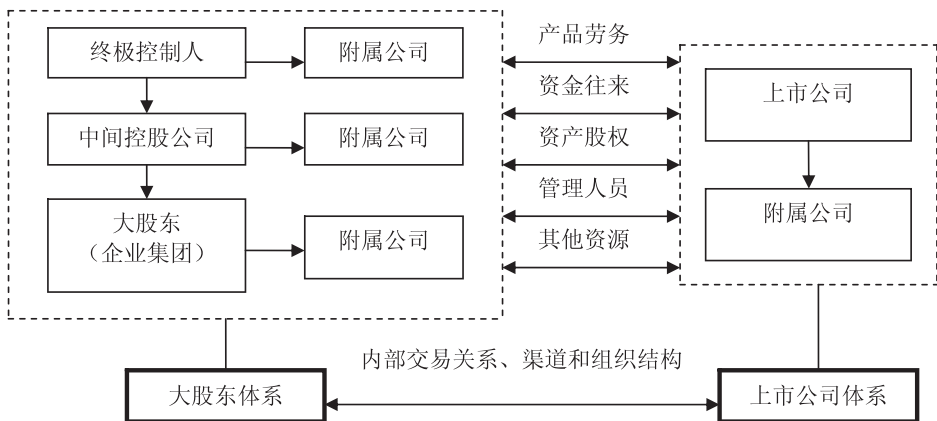 终极控制人
附属公司
中间控股公司
附属公司
大股东
（企业集团）
附属公司
产品劳务
资金往来
资产股权
管理人员
其他资源
上市公司
附属公司
内部交易关系、渠道和组织结构
大股东体系
上市公司体系